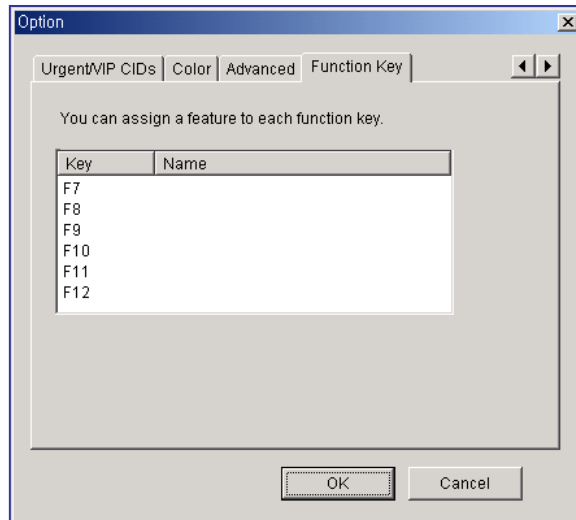 Option
Urgent/VIP CIDs Color Advanced Function Key
You can assign a feature to each function key.
Key Name
F7
F8
F9
F10
F11
F12
OK Cancel